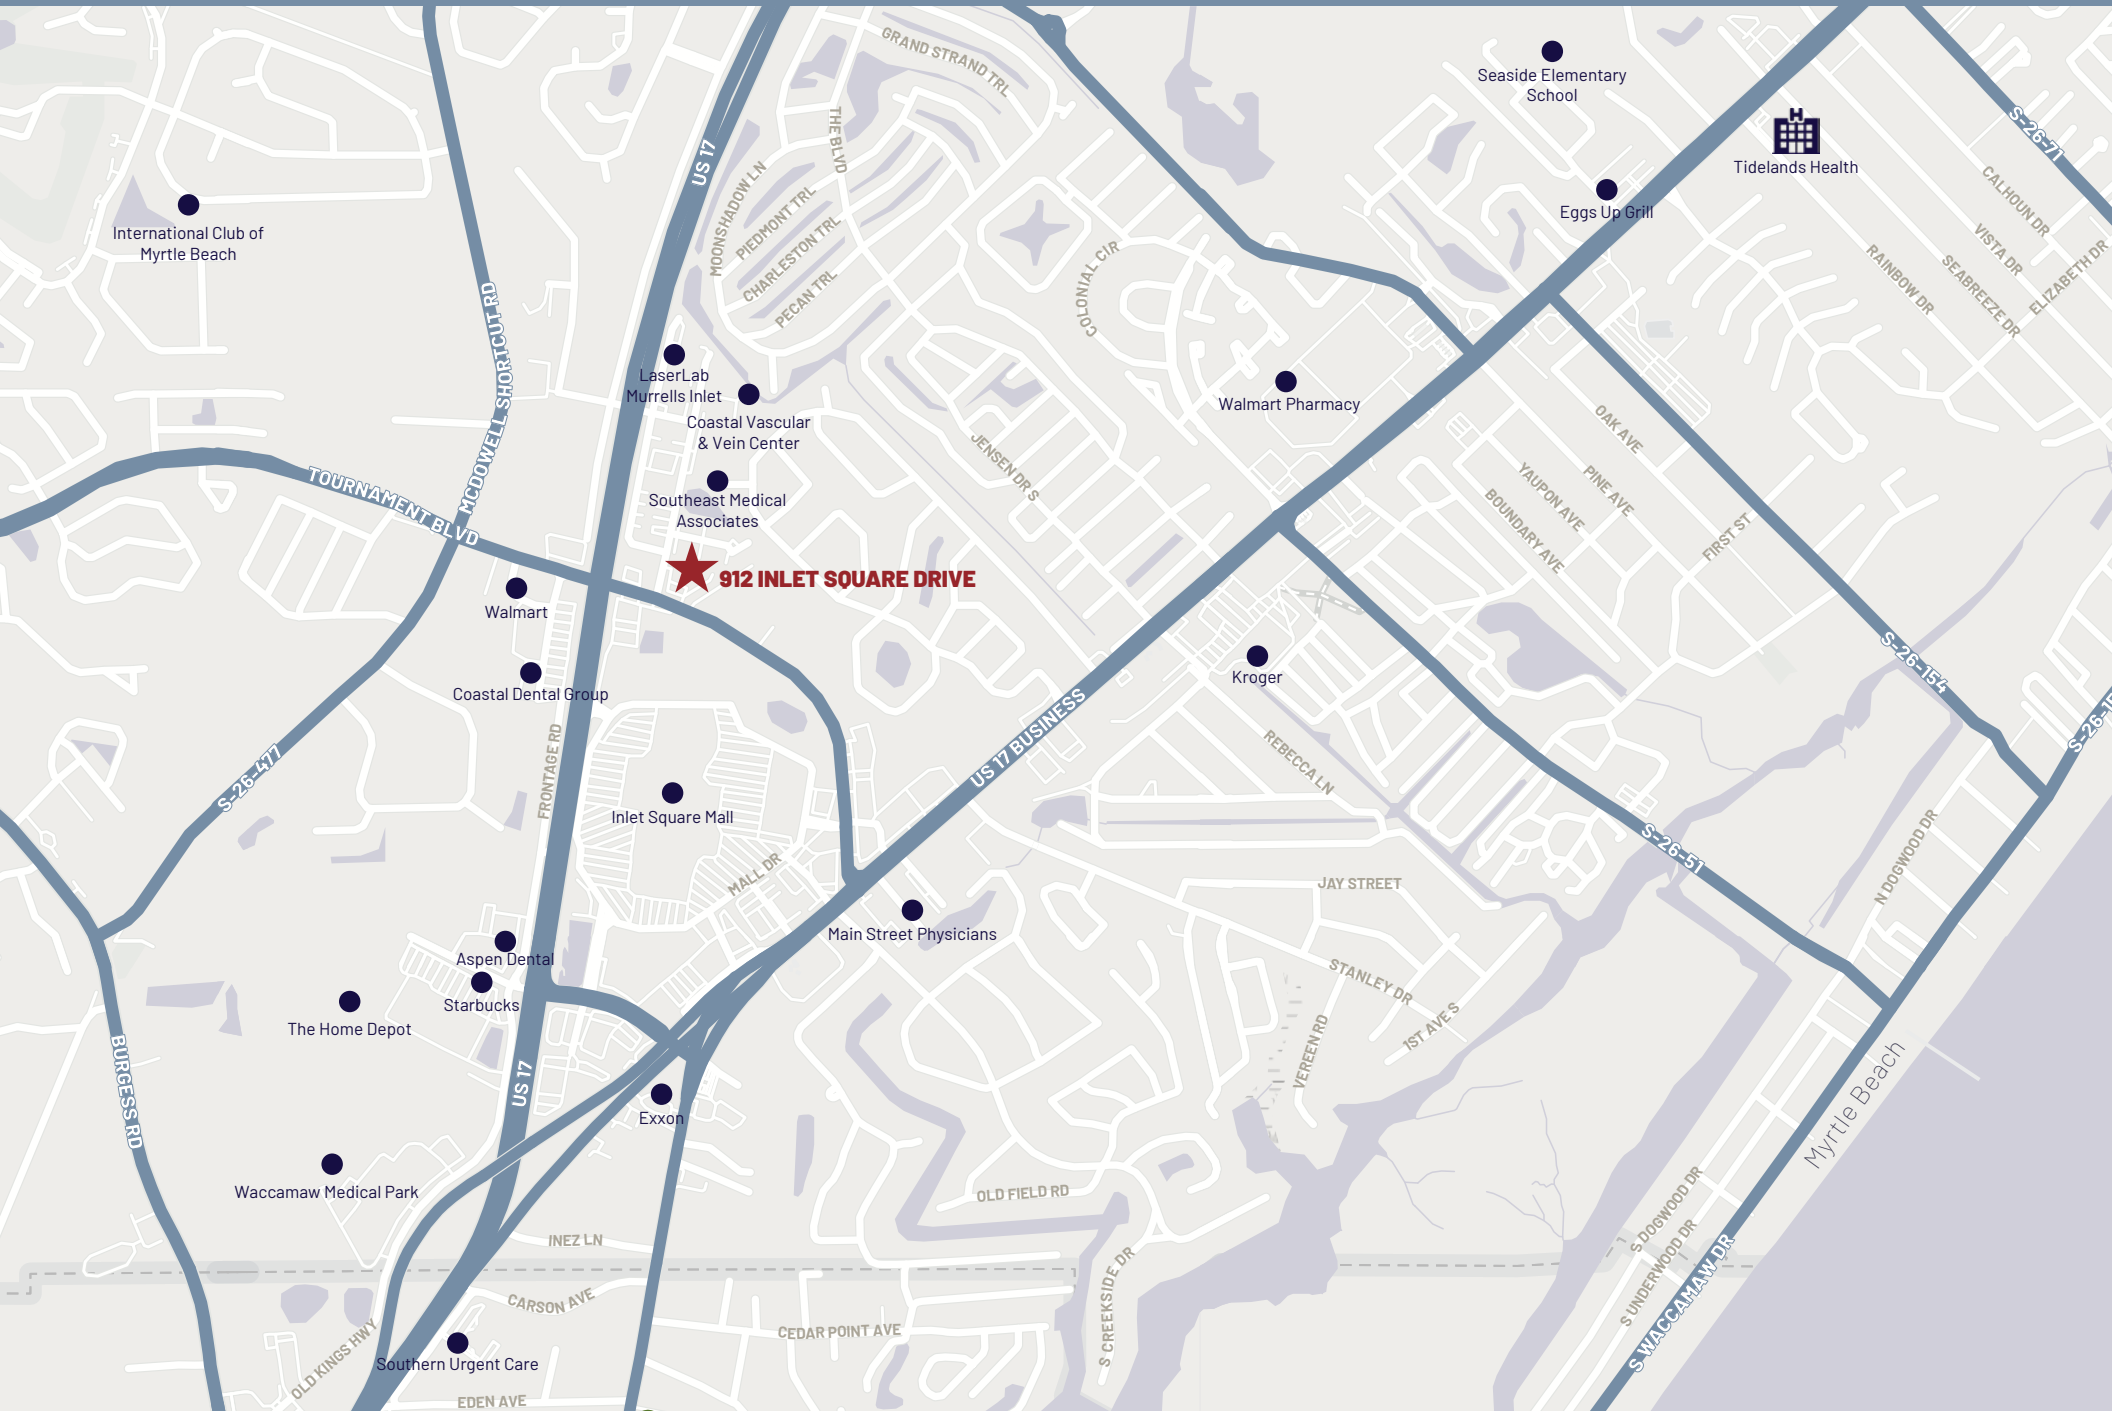 GRAND STRAND TRL
Seaside Elementary
School
Tidelands Health
S-26-71
THE BLVD
US 17
MOONSHADOW LN
PIEDMONT TRL
CHARLESTON TRL
PECAN TRL
COLONIAL CIR
Eggs Up Grill
CALHOUN DR
VISTA DR
ELIZABETH DR
SEABREEZE DR
RAINBOW DR
International Club of
Myrtle Beach
MCDOWELL SHORTCUT RD
LaserLab
Murrells Inlet
Coastal Vascular
& Vein Center
Walmart Pharmacy
OAK AVE
PINE AVE
YAUPON AVE
BOUNDARY AVE
FIRST ST
JENSEN DR S
TOURNAMENT BLVD
Southeast Medical
Associates
912 INLET SQUARE DRIVE
Walmart
Coastal Dental Group
Kroger
S-26-154
S-26-477
FRONTAGE RD
US 17 BUSINESS
REBECCA LN
Inlet Square Mall
MALL DR
S-26-51
N DOGWOOD DR
JAY STREET
Main Street Physicians
Aspen Dental
Starbucks
The Home Depot
STANLEY DR
1ST AVE S
VEREEN RD
BURGESS RD
US 17
Exxon
Myrtle Beach
Waccamaw Medical Park
OLD FIELD RD
INEZ LN
S DOGWOOD DR
S UNDERWOOD DR
S WACCAMAW DR
S CREEKSIDE DR
CARSON AVE
CEDAR POINT AVE
OLD KINGS HWY
Southern Urgent Care
EDEN AVE